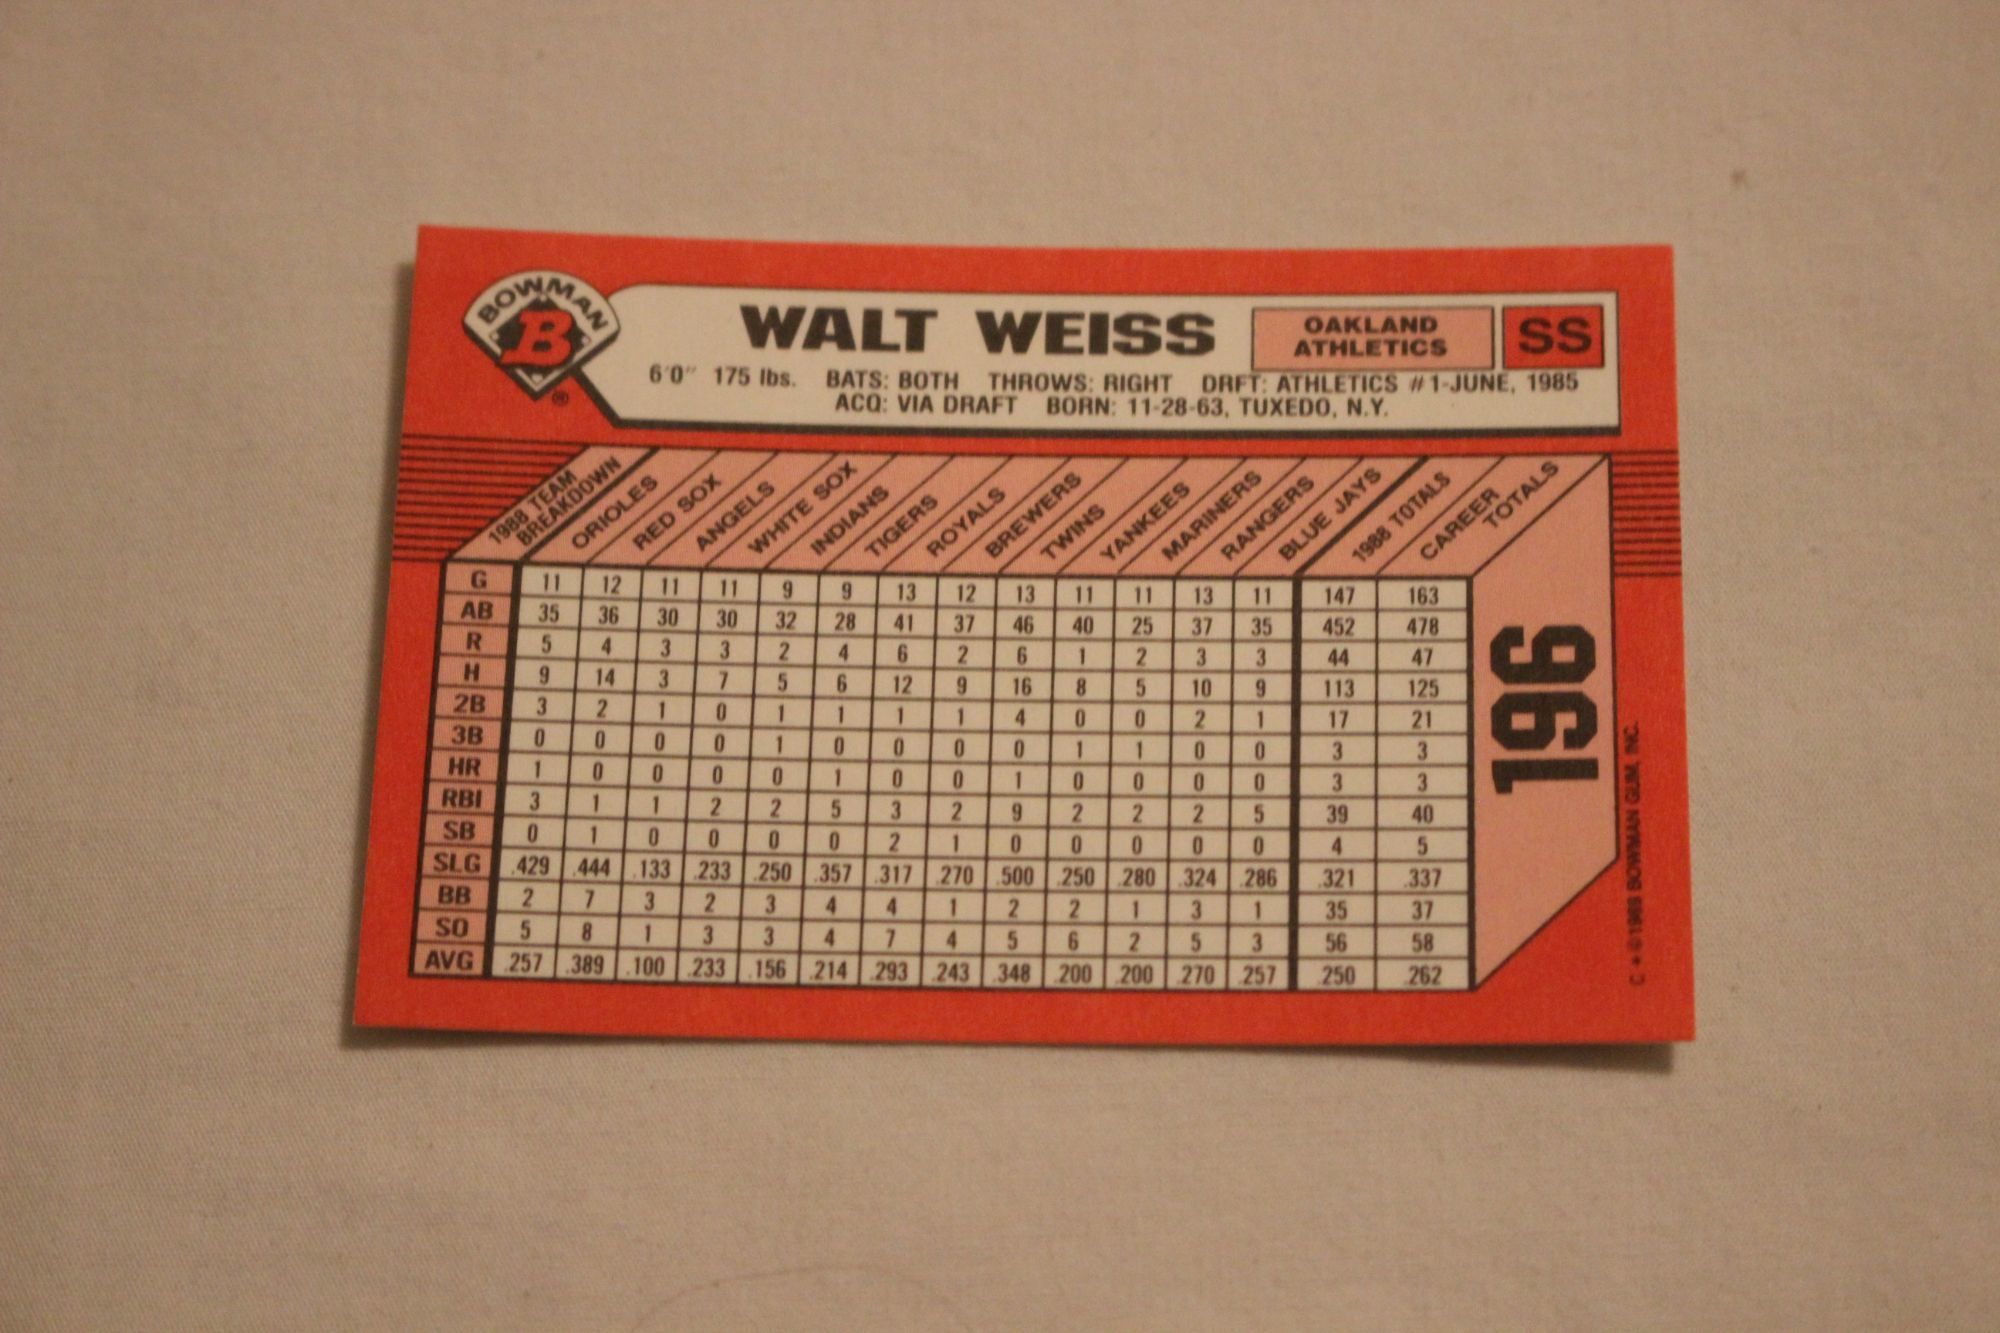 BOWMAN
B
®
WALT WEISS
OAKLAND
ATHLETICS
SS
6'0" 175 lbs. BATS: BOTH THROWS: RIGHT DRFT: ATHLETICS #1-JUNE, 1985
ACQ: VIA DRAFT BORN: 11-28-63, TUXEDO, N.Y.
1988 TEAM BREAKDOWN ORIOLES RED SOX ANGELS WHITE SOX INDIANS TIGERS ROYALS BREWERS TWINS YANKEES MARINERS RANGERS BLUE JAYS 1988 TOTALS CAREER TOTALS
G 11 12 11 11 9 9 13 12 13 11 11 13 11 147 163
AB 35 36 30 30 32 28 41 37 46 40 25 37 35 452 478
R 5 4 3 3 2 4 6 2 6 1 2 3 3 44 47
H 9 14 3 7 5 6 12 9 16 8 5 10 9 113 125
2B 3 2 1 0 1 1 1 1 4 0 0 2 1 17 21
3B 0 0 0 0 1 0 0 0 0 1 1 0 0 3 3
HR 1 0 0 0 0 1 0 0 1 0 0 0 0 3 3
RBI 3 1 1 2 2 5 3 2 9 2 2 2 5 39 40
SB 0 1 0 0 0 0 2 1 0 0 0 0 0 4 5
SLG .429 .444 .133 .233 .250 .357 .317 .270 .500 .250 .280 .324 .286 .321 .337
BB 2 7 3 2 3 4 4 1 2 2 1 3 1 35 37
SO 5 8 1 3 3 4 7 4 5 6 2 5 3 56 58
AVG .257 .389 .100 .233 .156 .214 .293 .243 .348 .200 .200 .270 .257 .250 .262
196
C * © 1988 BOWMAN GUM, INC.